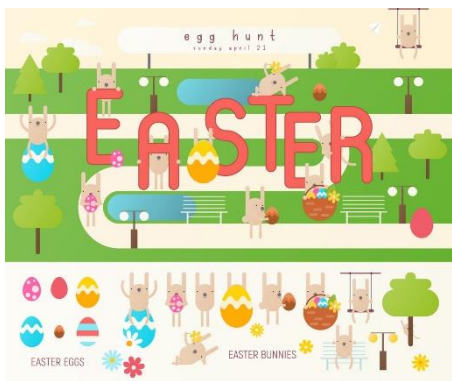 egg hunt
sunday april 21
EASTER
EASTER EGGS
EASTER BUNNIES